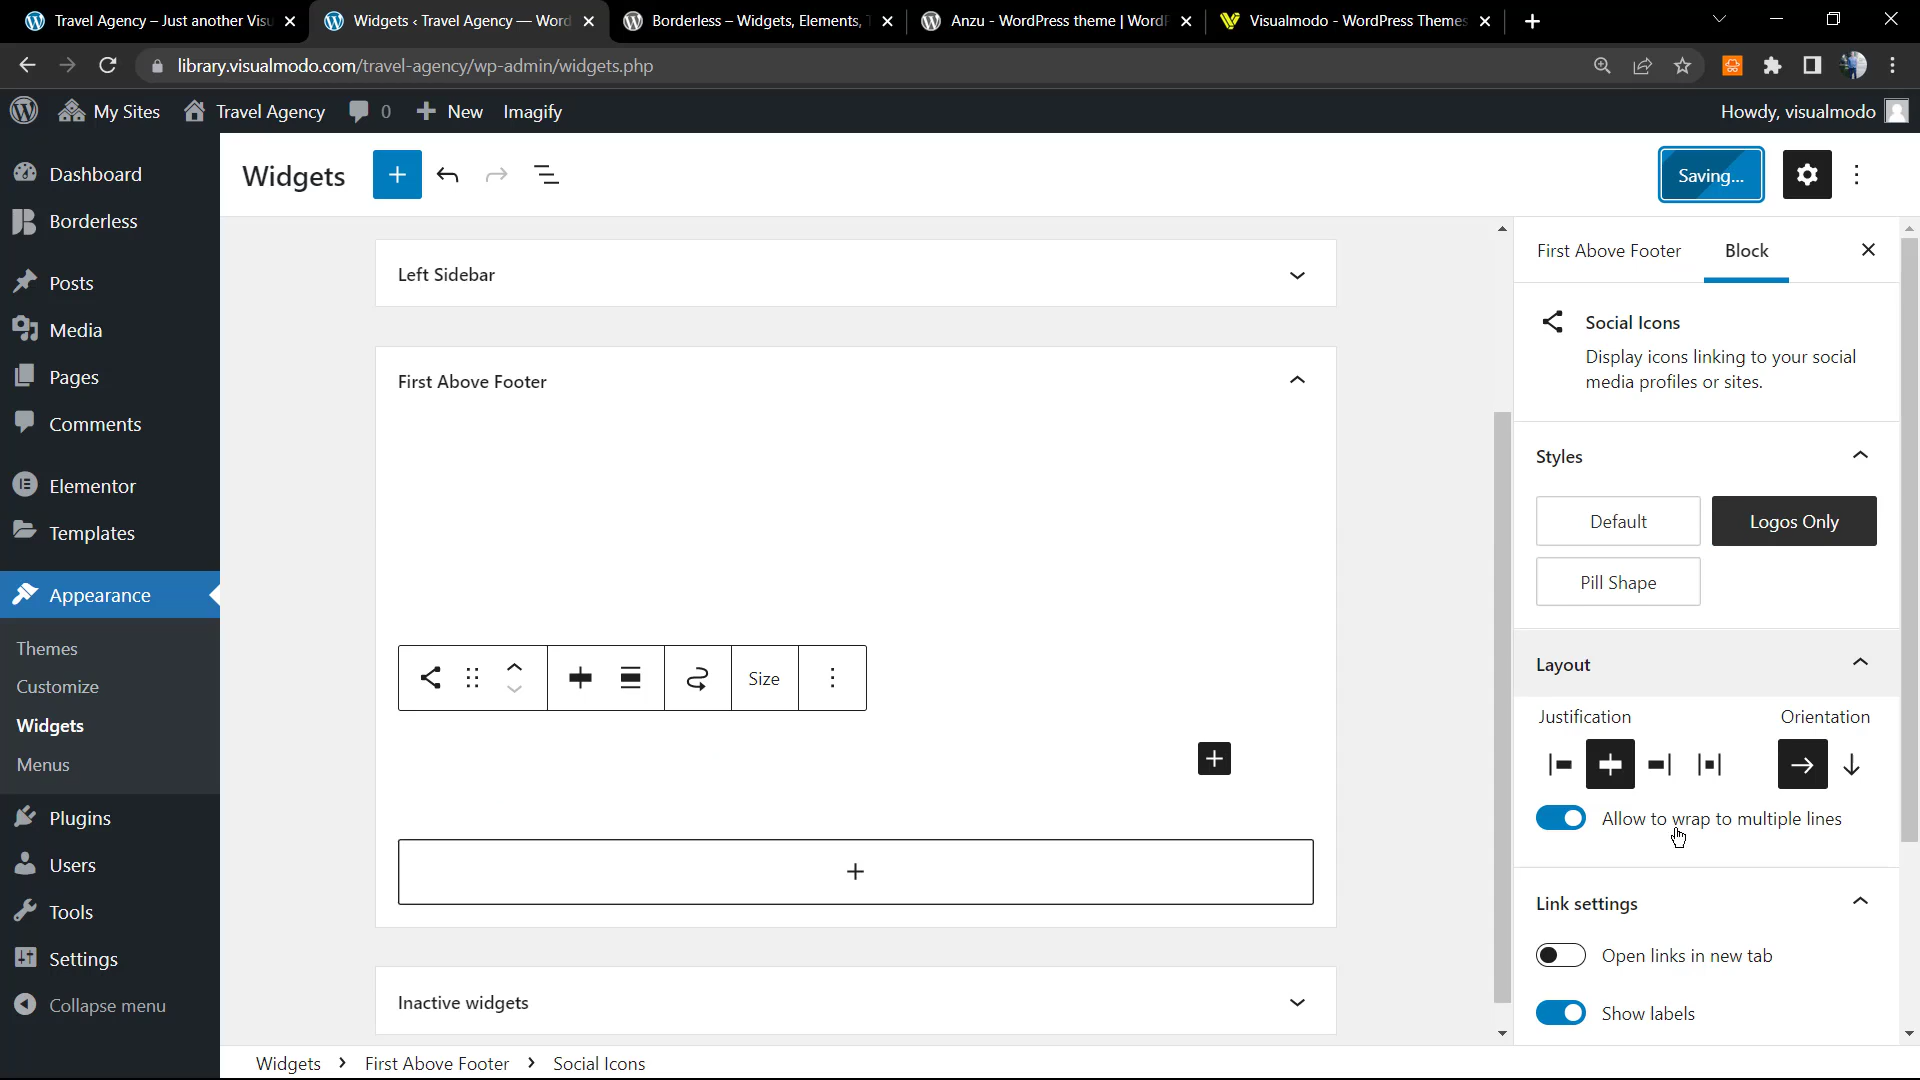 Travel Agency – Just another Visu
Widgets ‹ Travel Agency — Word
Borderless – Widgets, Elements, T
Anzu - WordPress theme | WordP
Visualmodo - WordPress Themes
library.visualmodo.com/travel-agency/wp-admin/widgets.php
My Sites
Travel Agency
0
New
Imagify
Howdy, visualmodo
Dashboard
Borderless
Posts
Media
Pages
Comments
Elementor
Templates
Appearance
Themes
Customize
Widgets
Menus
Plugins
Users
Tools
Settings
Collapse menu
Widgets
Saving...
Left Sidebar
First Above Footer
Size
Inactive widgets
Widgets › First Above Footer › Social Icons
First Above Footer
Block
Social Icons
Display icons linking to your social
media profiles or sites.
Styles
Default
Logos Only
Pill Shape
Layout
Justification
Orientation
Allow to wrap to multiple lines
Link settings
Open links in new tab
Show labels